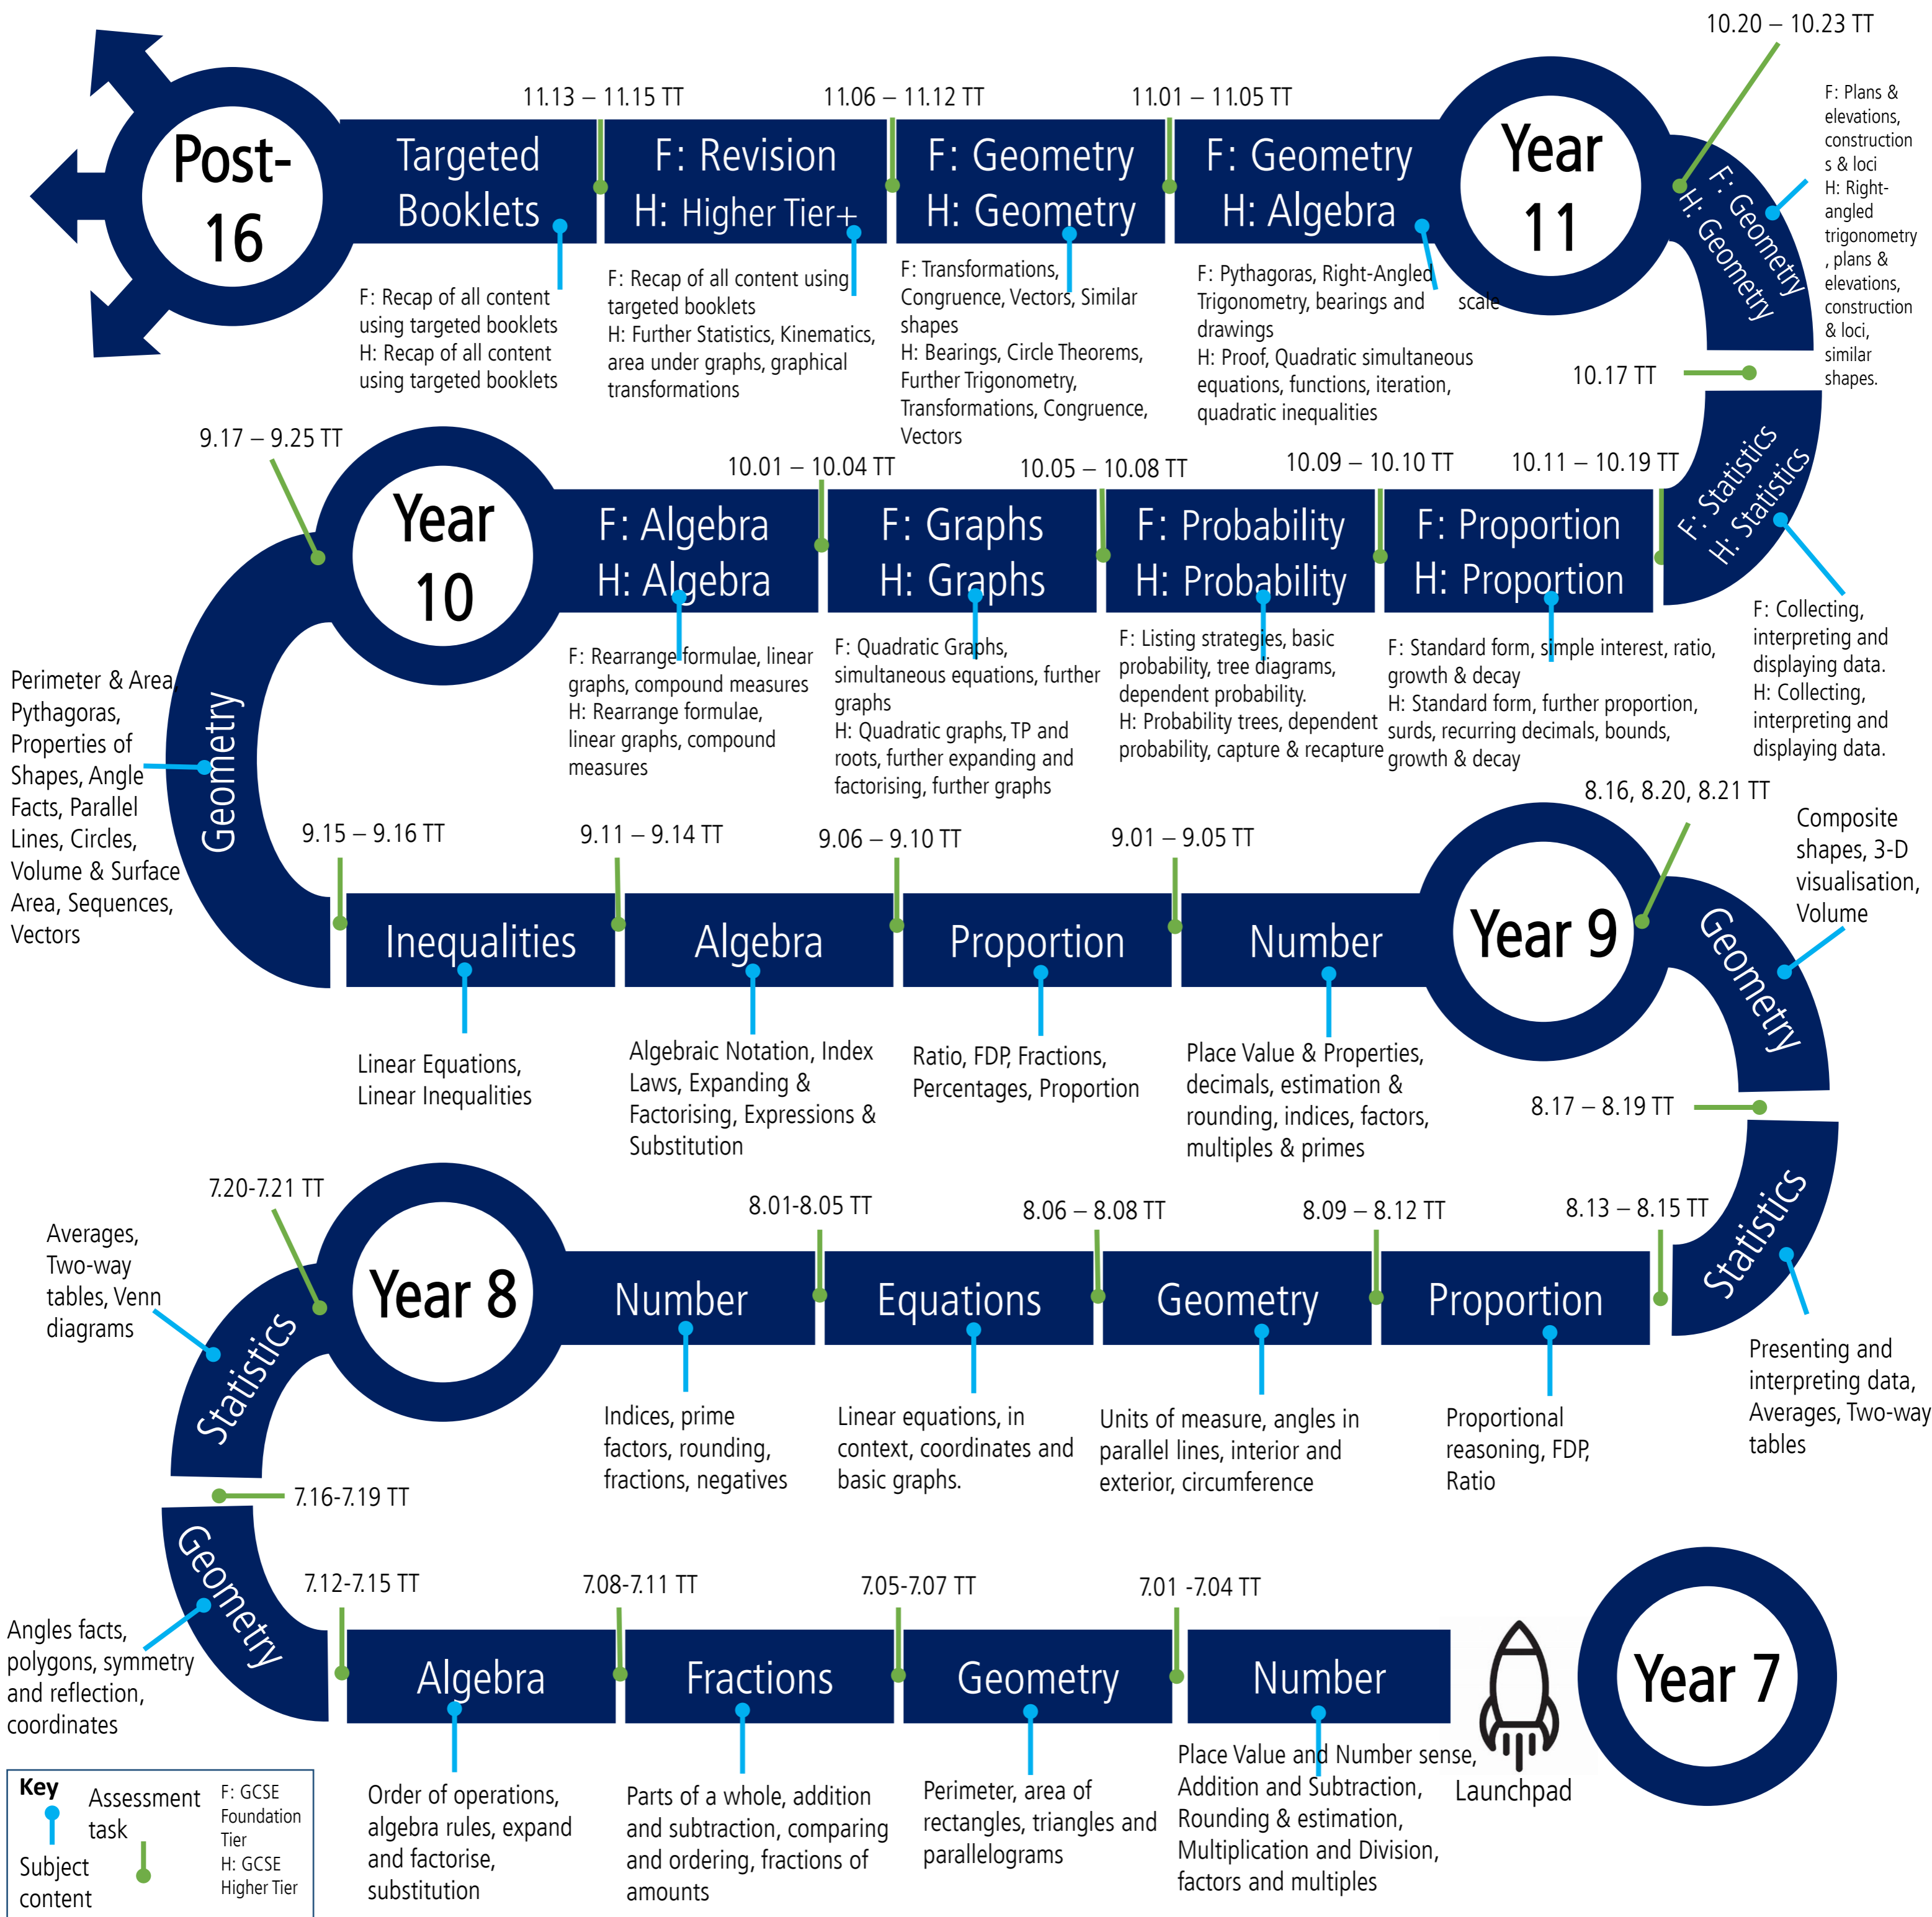 10.20 – 10.23 TT
11.13 – 11.15 TT
11.06 – 11.12 TT
11.01 – 11.05 TT
Post-
16
Targeted
Booklets
F: Revision
H: Higher Tier+
F: Geometry
H: Geometry
F: Geometry
H: Algebra
Year
11
F: Geometry
H: Geometry
F: Plans &
elevations,
construction
s & loci
H: Right-
angled
trigonometry
, plans &
elevations,
construction
& loci,
similar
shapes.
F: Recap of all content
using targeted booklets
H: Recap of all content
using targeted booklets
F: Recap of all content using
targeted booklets
H: Further Statistics, Kinematics,
area under graphs, graphical
transformations
F: Transformations,
Congruence, Vectors, Similar
shapes
H: Bearings, Circle Theorems,
Further Trigonometry,
Transformations, Congruence,
Vectors
F: Pythagoras, Right-Angled
Trigonometry, bearings and scale
drawings
H: Proof, Quadratic simultaneous
equations, functions, iteration,
quadratic inequalities
10.17 TT
9.17 – 9.25 TT
10.01 – 10.04 TT
10.05 – 10.08 TT
10.09 – 10.10 TT
10.11 – 10.19 TT
Year
10
F: Algebra
H: Algebra
F: Graphs
H: Graphs
F: Probability
H: Probability
F: Proportion
H: Proportion
F: Statistics
H: Statistics
F: Rearrange formulae, linear
graphs, compound measures
H: Rearrange formulae,
linear graphs, compound
measures
F: Quadratic Graphs,
simultaneous equations, further
graphs
H: Quadratic graphs, TP and
roots, further expanding and
factorising, further graphs
F: Listing strategies, basic
probability, tree diagrams,
dependent probability.
H: Probability trees, dependent
probability, capture & recapture
F: Standard form, simple interest, ratio,
growth & decay
H: Standard form, further proportion,
surds, recurring decimals, bounds,
growth & decay
F: Collecting,
interpreting and
displaying data.
H: Collecting,
interpreting and
displaying data.
Perimeter & Area,
Pythagoras,
Properties of
Shapes, Angle
Facts, Parallel
Lines, Circles,
Volume & Surface
Area, Sequences,
Vectors
Geometry
9.15 – 9.16 TT
9.11 – 9.14 TT
9.06 – 9.10 TT
9.01 – 9.05 TT
8.16, 8.20, 8.21 TT
Composite
shapes, 3-D
visualisation,
Volume
Inequalities
Algebra
Proportion
Number
Year 9
Geometry
Linear Equations,
Linear Inequalities
Algebraic Notation, Index
Laws, Expanding &
Factorising, Expressions &
Substitution
Ratio, FDP, Fractions,
Percentages, Proportion
Place Value & Properties,
decimals, estimation &
rounding, indices, factors,
multiples & primes
8.17 – 8.19 TT
7.20-7.21 TT
8.01-8.05 TT
8.06 – 8.08 TT
8.09 – 8.12 TT
8.13 – 8.15 TT
Averages,
Two-way
tables, Venn
diagrams
Statistics
Year 8
Number
Equations
Geometry
Proportion
Statistics
Indices, prime
factors, rounding,
fractions, negatives
Linear equations, in
context, coordinates and
basic graphs.
Units of measure, angles in
parallel lines, interior and
exterior, circumference
Proportional
reasoning, FDP,
Ratio
Presenting and
interpreting data,
Averages, Two-way
tables
7.16-7.19 TT
Geometry
7.12-7.15 TT
7.08-7.11 TT
7.05-7.07 TT
7.01 -7.04 TT
Angles facts,
polygons, symmetry
and reflection,
coordinates
Algebra
Fractions
Geometry
Number
Launchpad
Year 7
Order of operations,
algebra rules, expand
and factorise,
substitution
Parts of a whole, addition
and subtraction, comparing
and ordering, fractions of
amounts
Perimeter, area of
rectangles, triangles and
parallelograms
Place Value and Number sense,
Addition and Subtraction,
Rounding & estimation,
Multiplication and Division,
factors and multiples
Key
Assessment
task
Subject
content
F: GCSE
Foundation
Tier
H: GCSE
Higher Tier